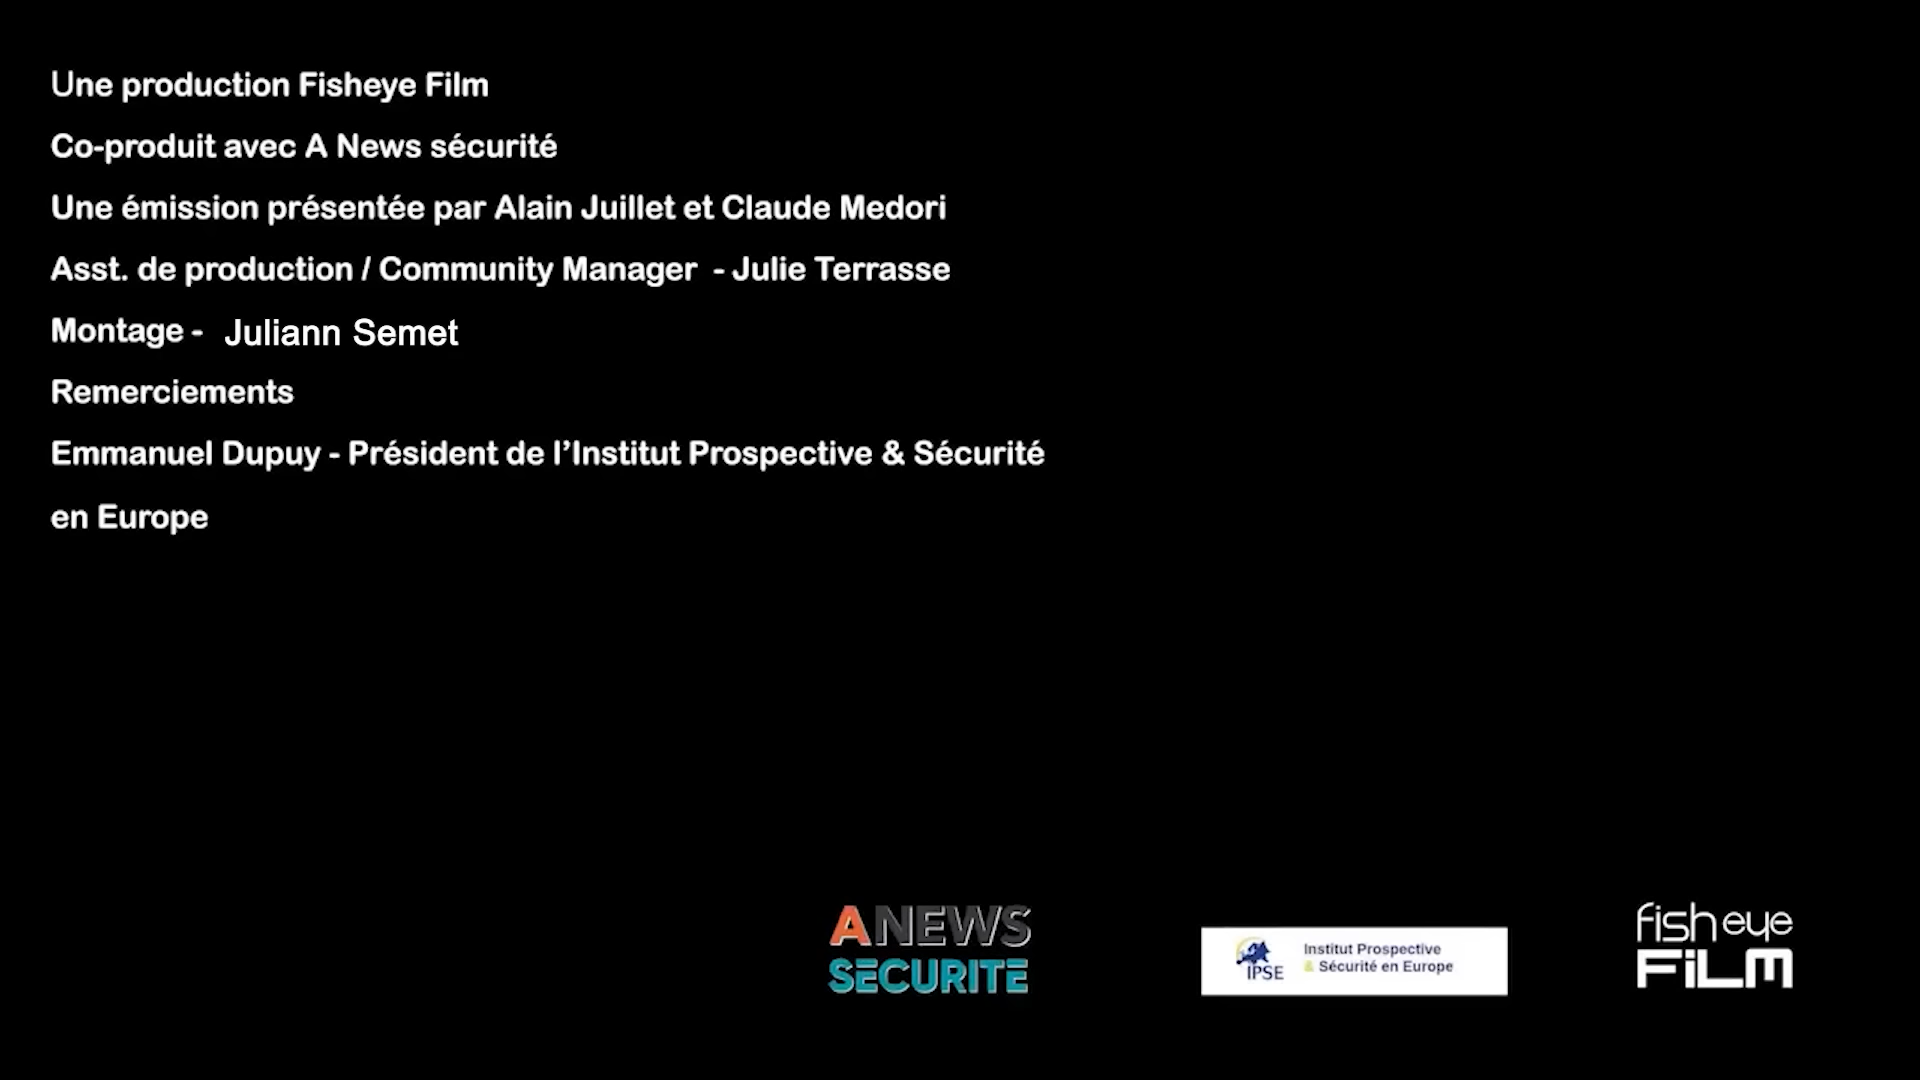 Une production Fisheye Film
Co-produit avec A News sécurité
Une émission présentée par Alain Juillet et Claude Medori
Asst. de production / Community Manager - Julie Terrasse
Montage - Juliann Semet
Remerciements
Emmanuel Dupuy - Président de l’Institut Prospective & Sécurité
en Europe
ANEWS
SECURITE
IPSE
Institut Prospective
& Sécurité en Europe
fish eye
FiLM